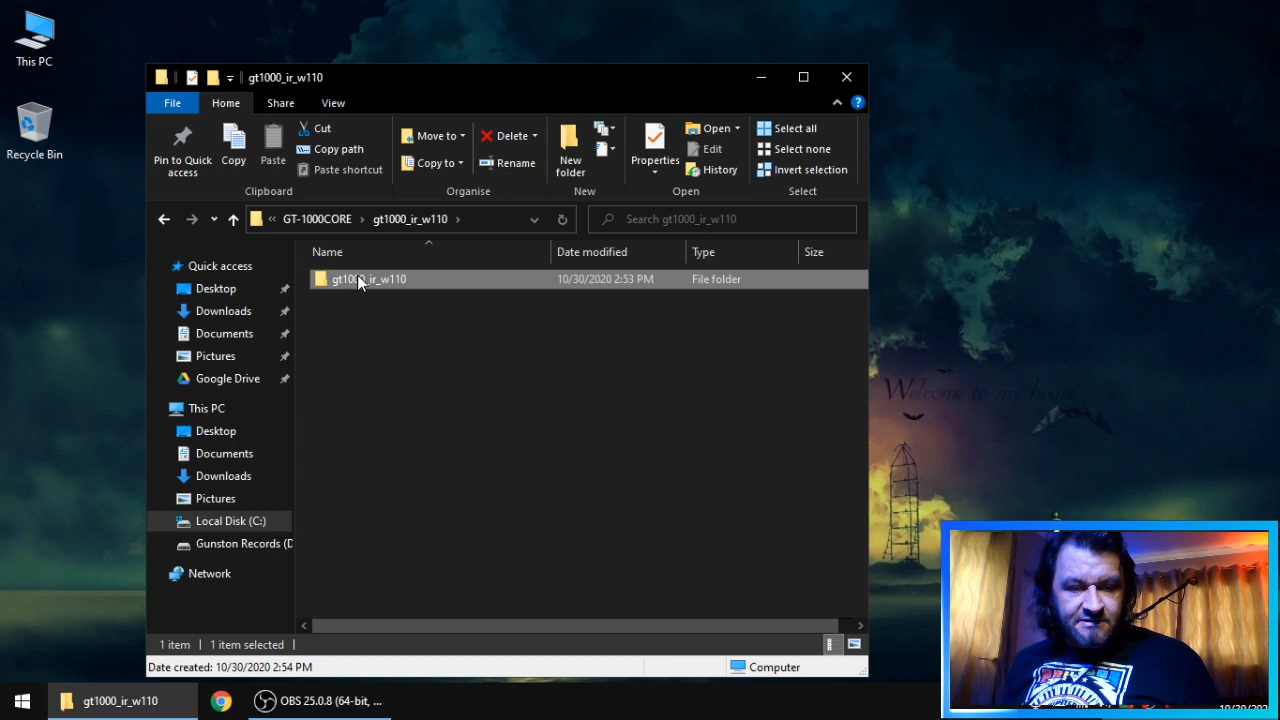 This PC
Recycle Bin
gt1000_ir_w110
File
Home
Share
View
Pin to Quick access
Copy
Paste
Cut
Copy path
Paste shortcut
Clipboard
Move to
Copy to
Delete
Rename
Organise
New folder
New
Properties
Open
Edit
History
Open
Select all
Select none
Invert selection
Select
GT-1000CORE
gt1000_ir_w110
Search gt1000_ir_w110
Name
Date modified
Type
Size
gt1000_ir_w110
10/30/2020 2:53 PM
File folder
Quick access
Desktop
Downloads
Documents
Pictures
Google Drive
This PC
Desktop
Documents
Downloads
Pictures
Local Disk (C:)
Gunston Records (D
Network
1 item
1 item selected
Date created: 10/30/2020 2:54 PM
Computer
Welcome to my house
gt1000_ir_w110
OBS 25.0.8 (64-bit, ...